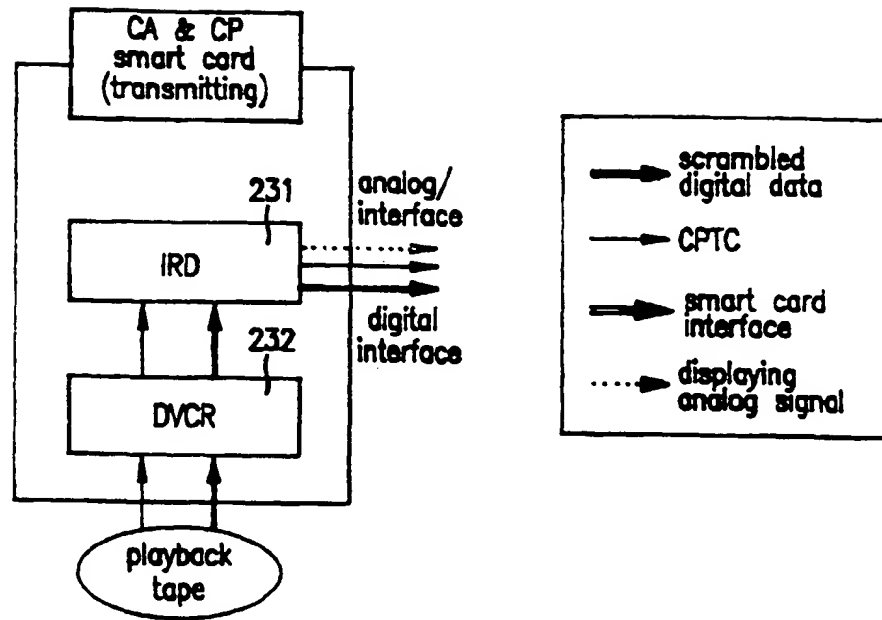 CA & CP
smart card
(transmitting)
231
analog/
interface
IRD
digital
interface
232
DVCR
playback
tape
scrambled
digital data
CPTC
smart card
interface
displaying
analog signal